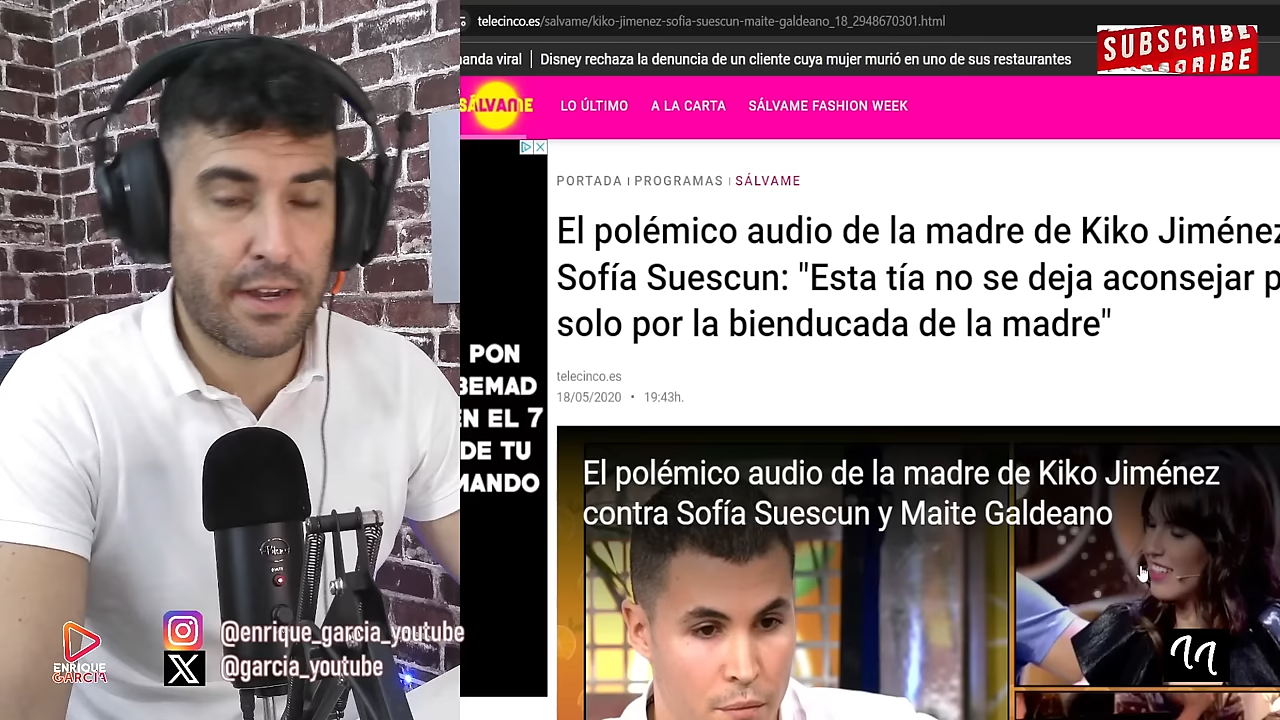 telecinco.es/salvame/kiko-jimenez-sofia-suescun-maite-galdeano_18_2948670301.html
anda viral | Disney rechaza la denuncia de un cliente cuya mujer murió en uno de sus restaurantes
SUBSCRIBE
SÁLVAME
LO ÚLTIMO
A LA CARTA
SÁLVAME FASHION WEEK
PORTADA | PROGRAMAS | SÁLVAME
El polémico audio de la madre de Kiko Jiménez
Sofía Suescun: "Esta tía no se deja aconsejar p
solo por la bienducada de la madre"
telecinco.es
18/05/2020 • 19:43h.
PON
BEMAD
EN EL 7
DE TU
MANDO
El polémico audio de la madre de Kiko Jiménez
contra Sofía Suescun y Maite Galdeano
@enrique_garcia_youtube
@garcia_youtube
ENRIQUE
GARCIA